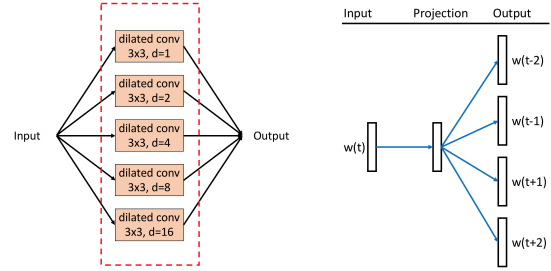 dilated conv
3x3, d=1
dilated conv
3x3, d=2
Input
dilated conv
3x3, d=4
Output
dilated conv
3x3, d=8
dilated conv
3x3, d=16
Input Projection Output
w(t-2)
w(t-1)
w(t)
w(t+1)
w(t+2)